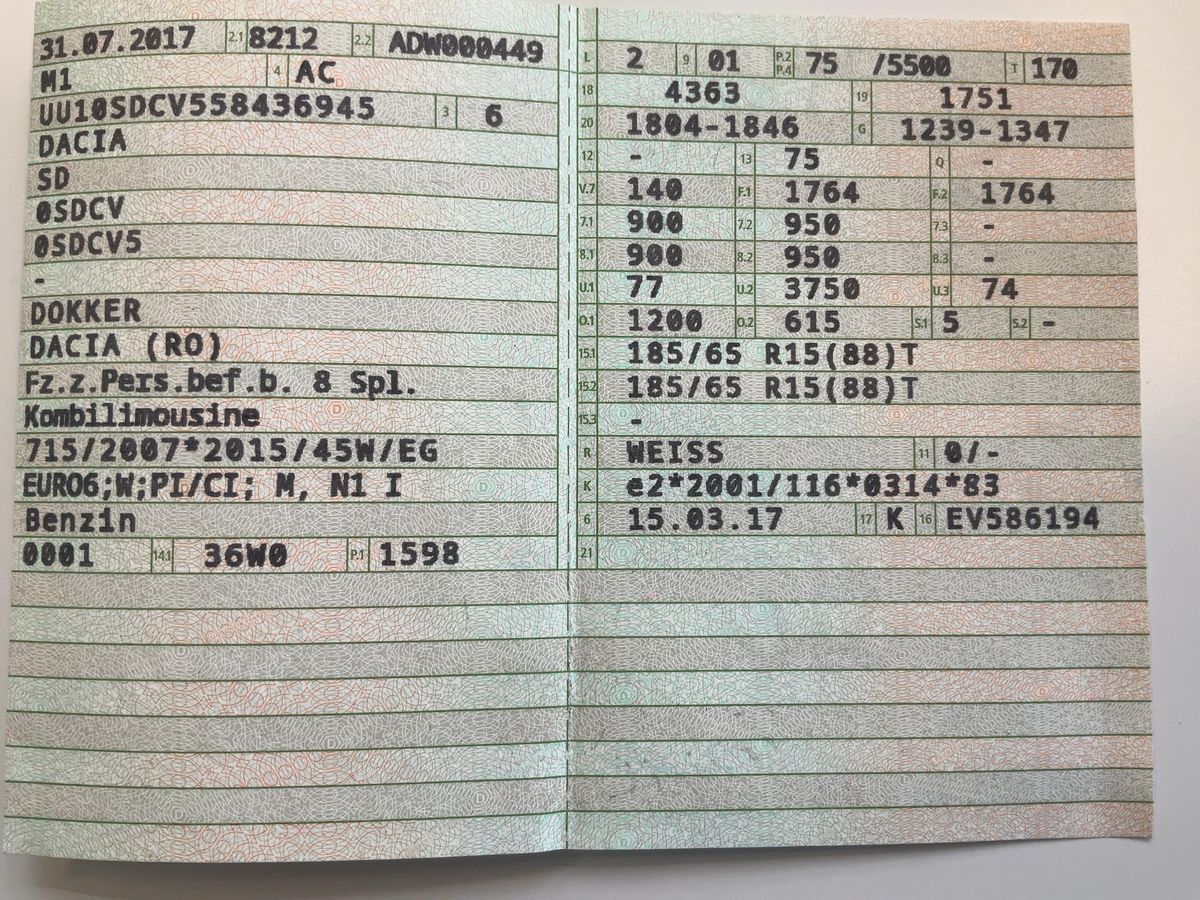 31.07.2017 2.1 8212 2.2 ADW000449
M1 4 AC
UU10SDCV558436945 3 6
DACIA
SD
0SDCV
0SDCV5
-
DOKKER
DACIA (RO)
Fz.z.Pers.bef.b. 8 Spl.
Kombilimousine
715/2007*2015/45W/EG
EURO6;W;PI/CI; M, N1 I
Benzin
0001 14.1 36W0 P.1 1598
L 2 9 01 P.2 P.4 75 /5500 T 170
18 4363 19 1751
20 1804-1846 G 1239-1347
12 - 13 75 Q -
V.7 140 F.1 1764 F.2 1764
7.1 900 7.2 950 7.3 -
8.1 900 8.2 950 8.3 -
U.1 77 U.2 3750 U.3 74
O.1 1200 O.2 615 S.1 5 S.2 -
15.1 185/65 R15(88)T
15.2 185/65 R15(88)T
15.3 -
R WEISS 11 0/-
K e2*2001/116*0314*83
6 15.03.17 17 K 16 EV586194
21